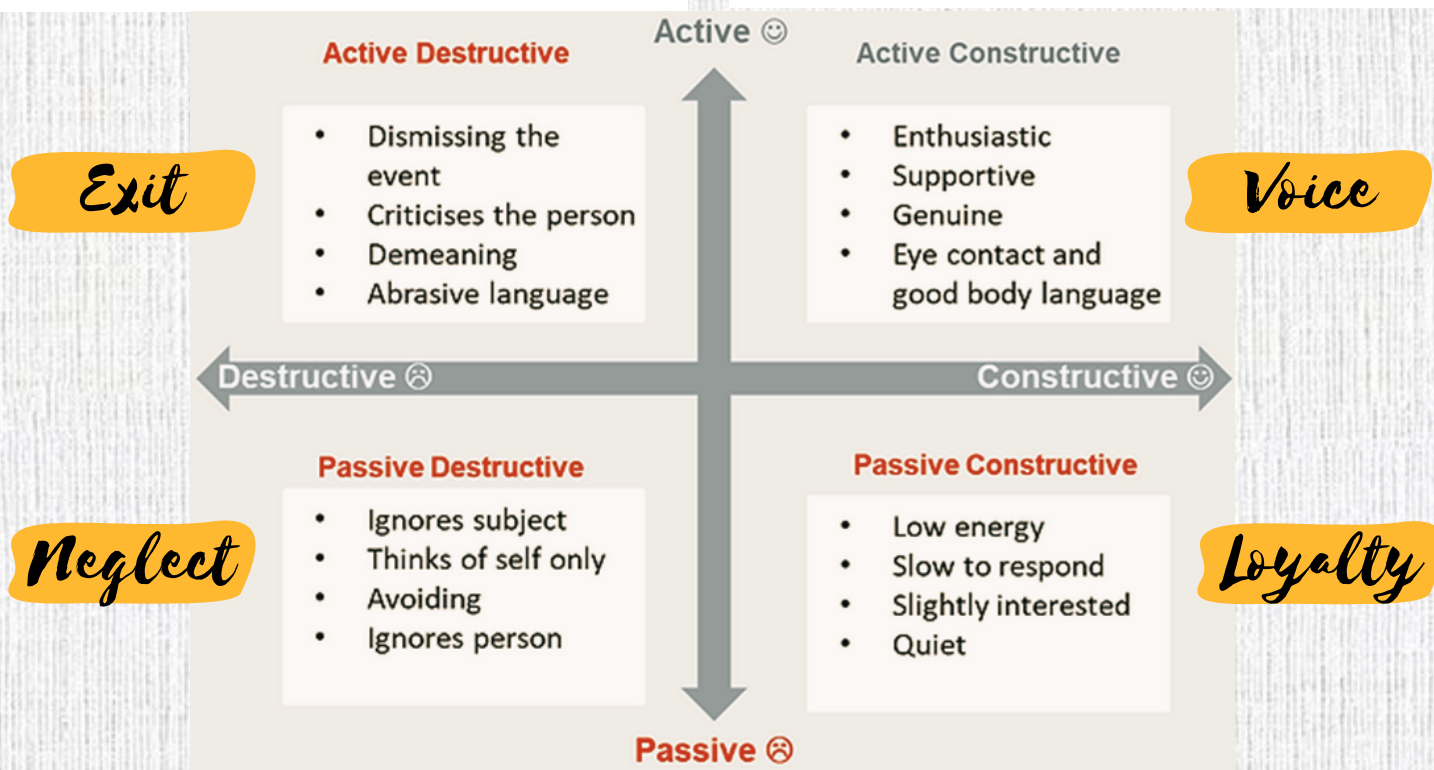 Active ☺
Active Destructive
Active Constructive
• Dismissing the
event
• Criticises the person
• Demeaning
• Abrasive language
• Enthusiastic
• Supportive
• Genuine
• Eye contact and
good body language
Exit
Voice
Destructive ☹
Constructive ☺
Passive Destructive
Passive Constructive
• Ignores subject
• Thinks of self only
• Avoiding
• Ignores person
• Low energy
• Slow to respond
• Slightly interested
• Quiet
Neglect
Loyalty
Passive ☹